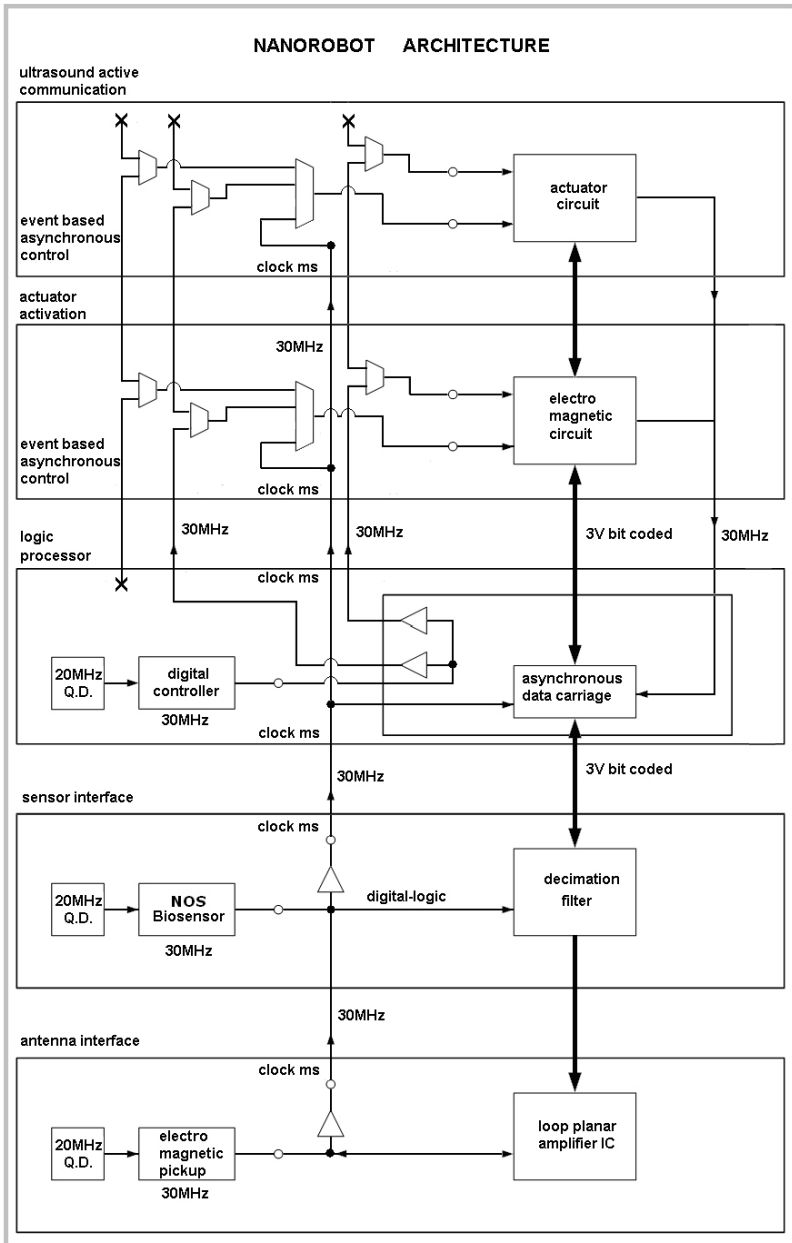 NANOROBOT ARCHITECTURE
ultrasound active
communication
actuator
circuit
event based
asynchronous
control
clock ms
actuator
activation
30MHz
electro
magnetic
circuit
event based
asynchronous
control
clock ms
30MHz
30MHz
3V bit coded
30MHz
logic
processor
clock ms
20MHz
Q.D.
digital
controller
30MHz
asynchronous
data carriage
clock ms
3V bit coded
30MHz
sensor interface
clock ms
20MHz
Q.D.
NOS
Biosensor
30MHz
digital-logic
decimation
filter
30MHz
antenna interface
clock ms
20MHz
Q.D.
electro
magnetic
pickup
30MHz
loop planar
amplifier IC